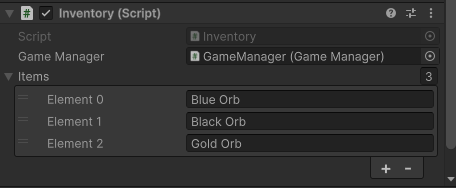 Inventory (Script)
Script Inventory
Game Manager GameManager (Game Manager)
Items 3
Element 0 Blue Orb
Element 1 Black Orb
Element 2 Gold Orb
+ -